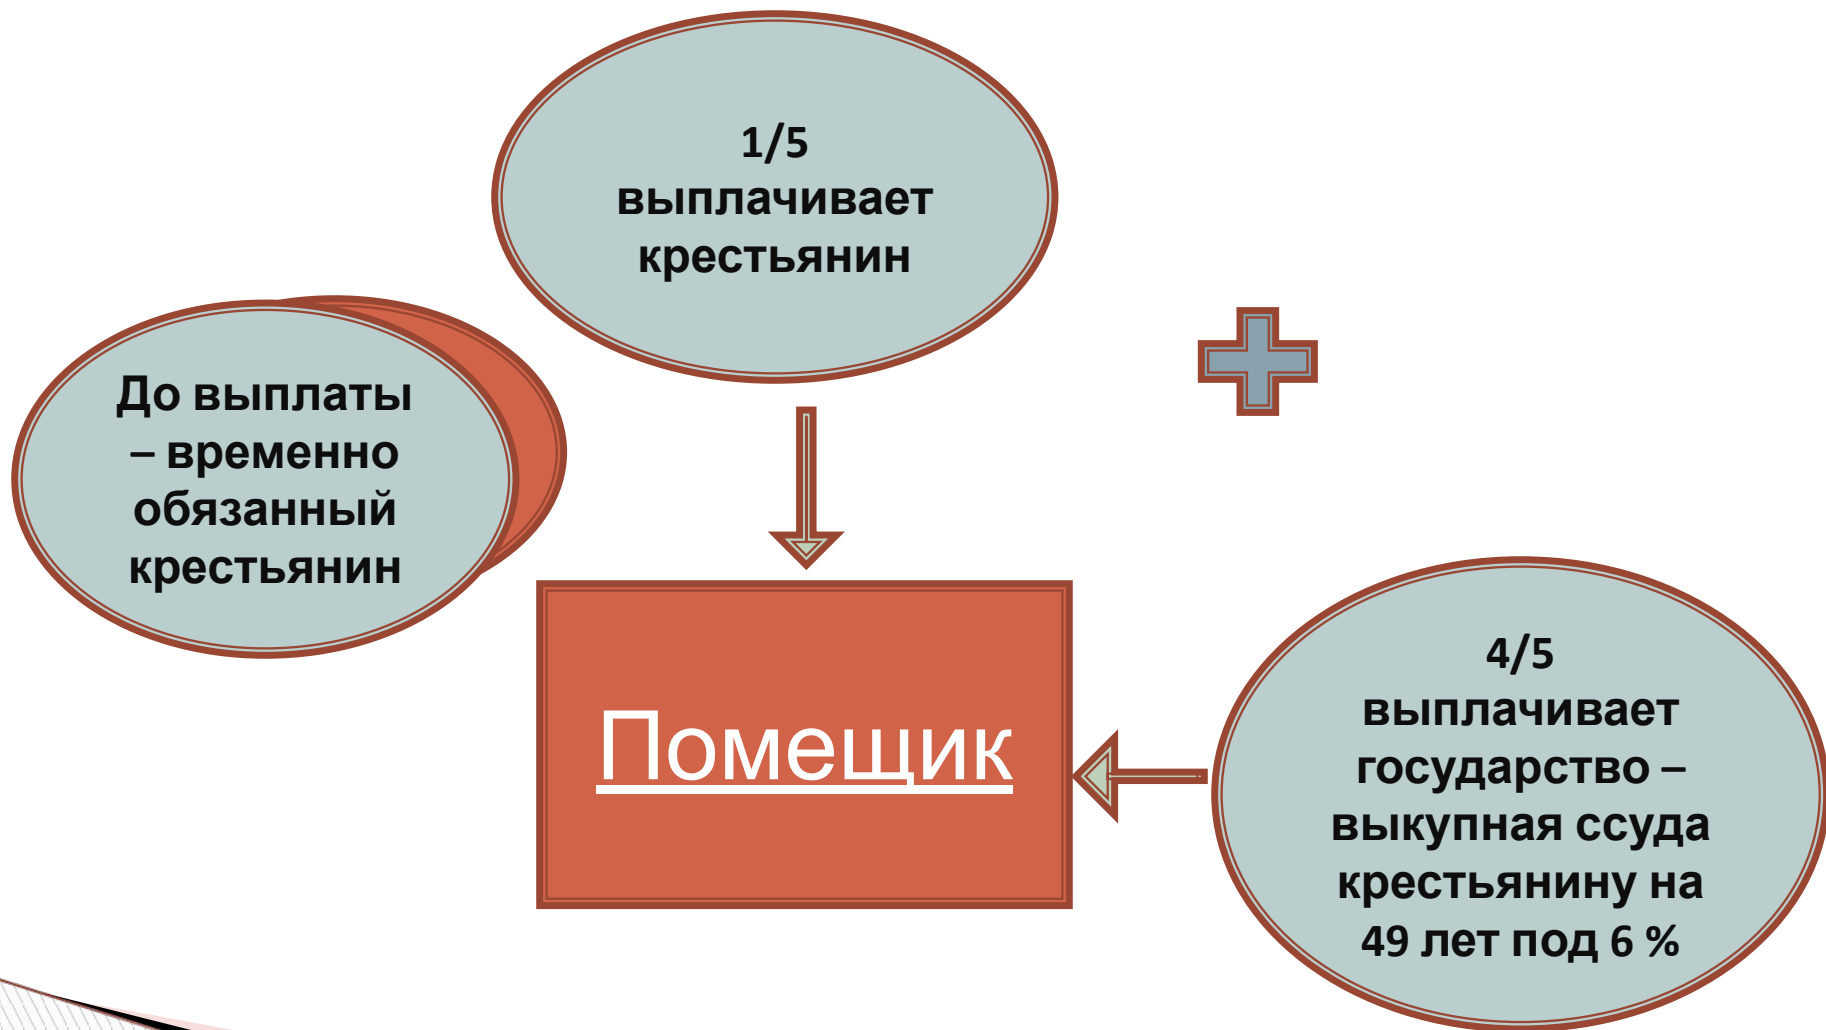 1/5
выплачивает
крестьянин
До выплаты
– временно
обязанный
крестьянин
Помещик
4/5
выплачивает
государство –
выкупная ссуда
крестьянину на
49 лет под 6 %